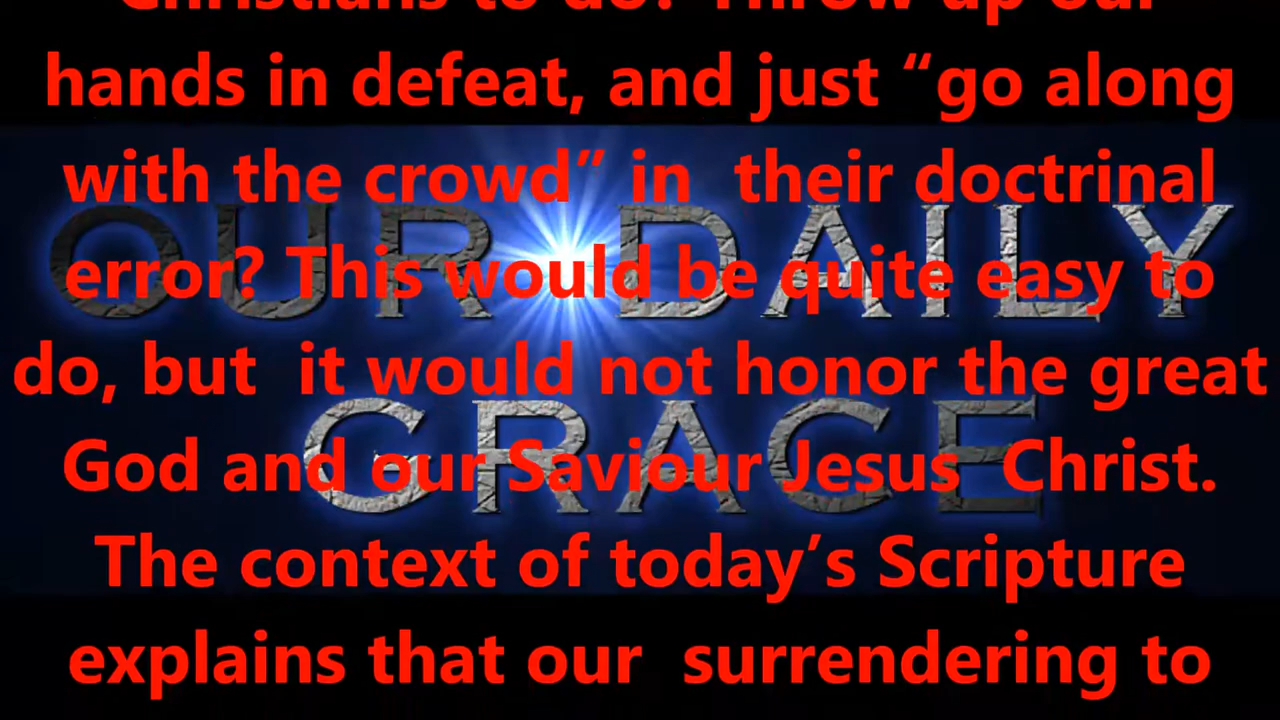 Christians to do? Throw up our
hands in defeat, and just “go along
with the crowd” in their doctrinal
error? This would be quite easy to
do, but it would not honor the great
God and our Saviour Jesus Christ.
The context of today’s Scripture
explains that our surrendering to
OUR DAILY
GRACE